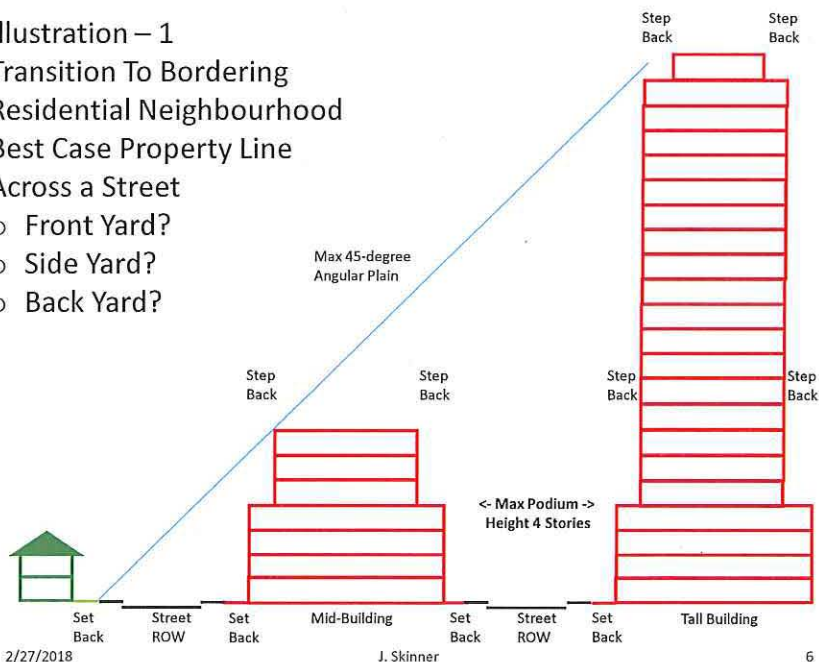 llustration – 1
Transition To Bordering
Residential Neighbourhood
Best Case Property Line
Across a Street
o Front Yard?
o Side Yard?
o Back Yard?
Step
Back
Step
Back
Max 45-degree
Angular Plain
Step
Back
Step
Back
Step
Back
Step
Back
<- Max Podium ->
Height 4 Stories
Set
Back
Street
ROW
Set
Back
Mid-Building
Set
Back
Street
ROW
Set
Back
Tall Building
2/27/2018
J. Skinner
6